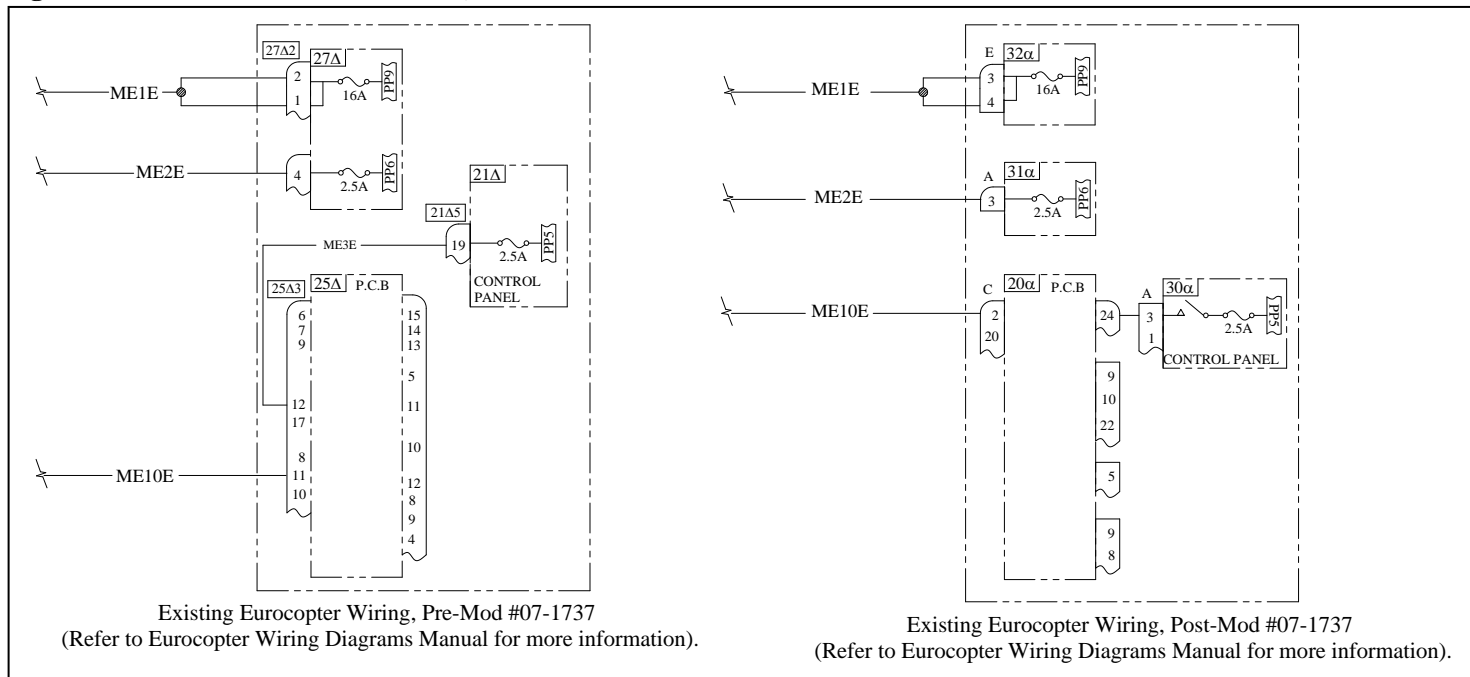 27Δ2
27Δ
2
1
16A
PP9
ME1E
4
2.5A
PP6
ME2E
21Δ
21Δ5
19
2.5A
PP5
ME3E
CONTROL
PANEL
25Δ3
25Δ
P.C.B
6
7
9
12
17
8
11
10
15
14
13
5
11
10
12
8
9
4
ME10E
Existing Eurocopter Wiring, Pre-Mod #07-1737
(Refer to Eurocopter Wiring Diagrams Manual for more information).
E
32α
3
4
16A
PP9
ME1E
A
31α
3
2.5A
PP6
ME2E
C
20α
P.C.B
2
20
24
A
30α
3
1
2.5A
PP5
CONTROL PANEL
ME10E
9
10
22
5
9
8
Existing Eurocopter Wiring, Post-Mod #07-1737
(Refer to Eurocopter Wiring Diagrams Manual for more information).